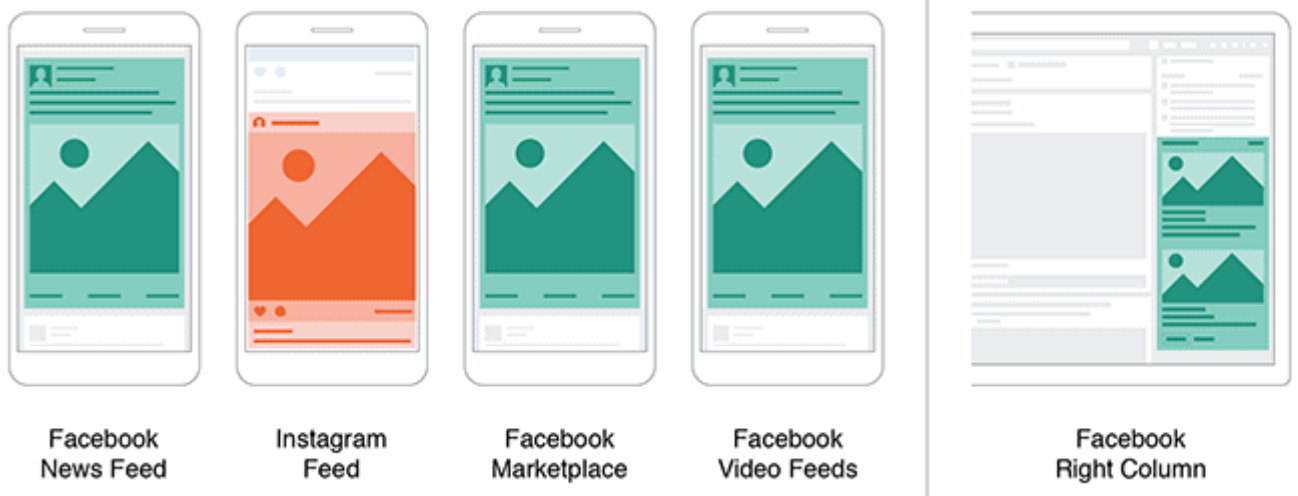 Facebook
News Feed
Instagram
Feed
Facebook
Marketplace
Facebook
Video Feeds
Facebook
Right Column